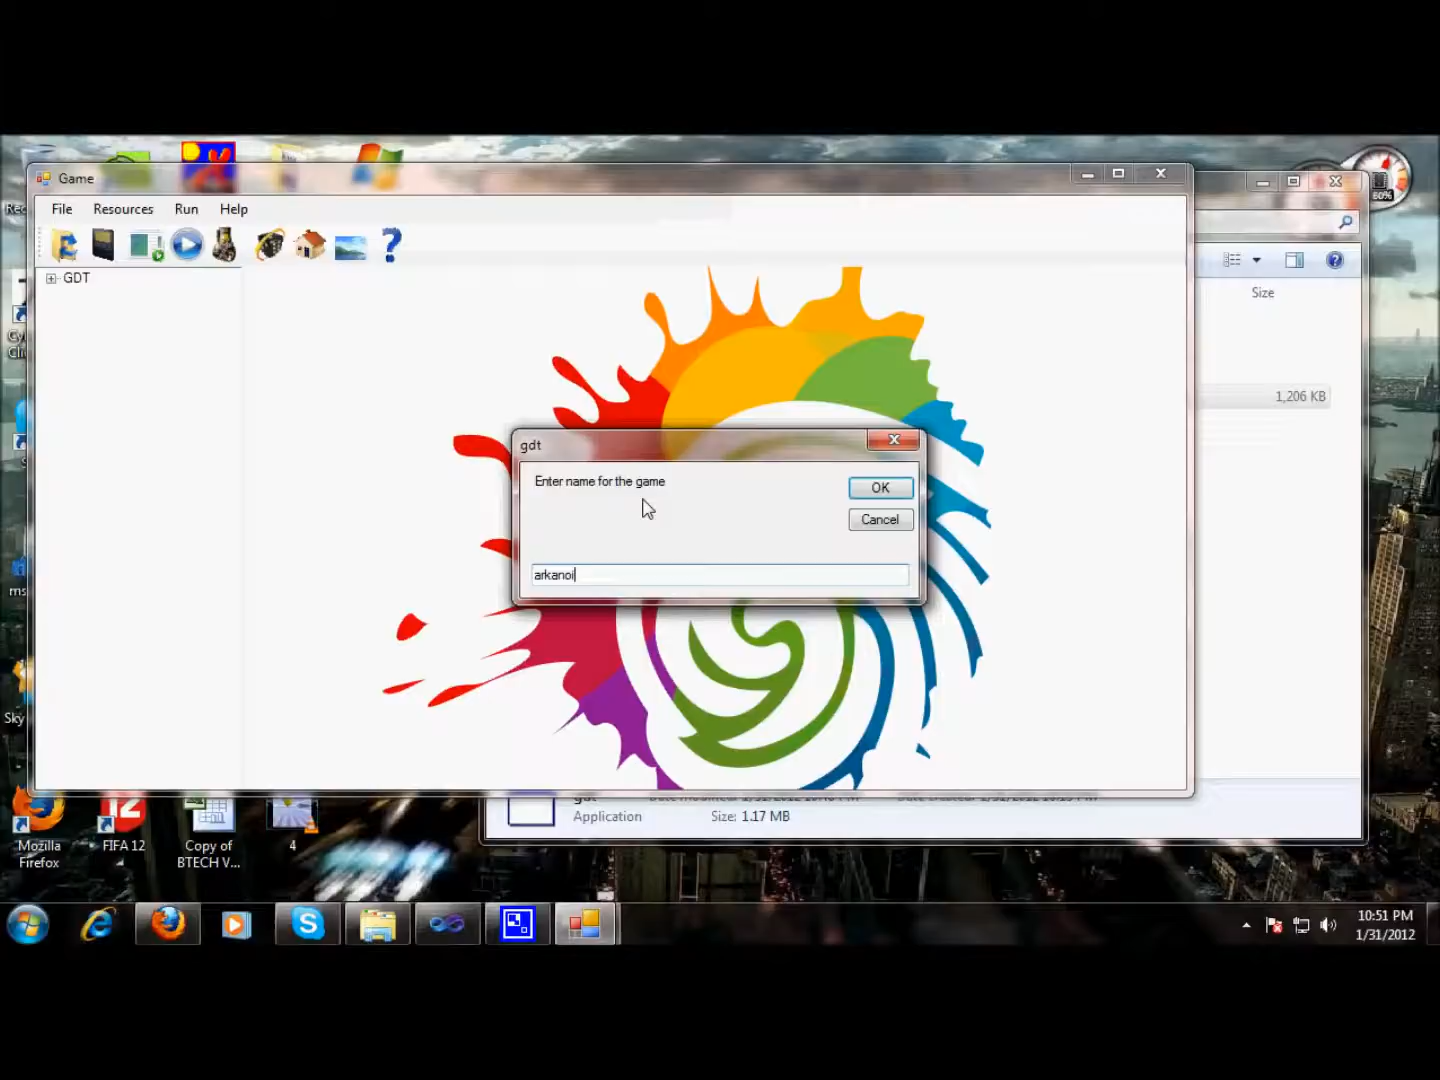 Game
File Resources Run Help
GDT
gdt
Enter name for the game
OK
Cancel
arkanoi
Size
1,206 KB
Application Size: 1.17 MB
60%
Mozilla
Firefox
FIFA 12
Copy of
BTECH V...
4
Sky
10:51 PM
1/31/2012